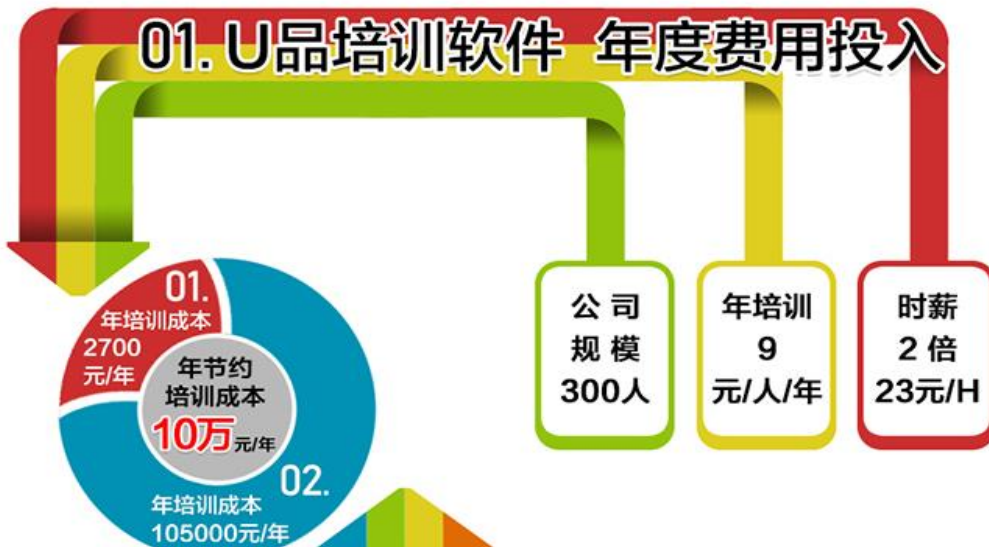 01. U品培训软件 年度费用投入
公司
规模
300人
年培训
9
元/人/年
时薪
2倍
23元/H
01.
年培训成本
2700
元/年
年节约
培训成本
10万元/年
02.
年培训成本
105000元/年